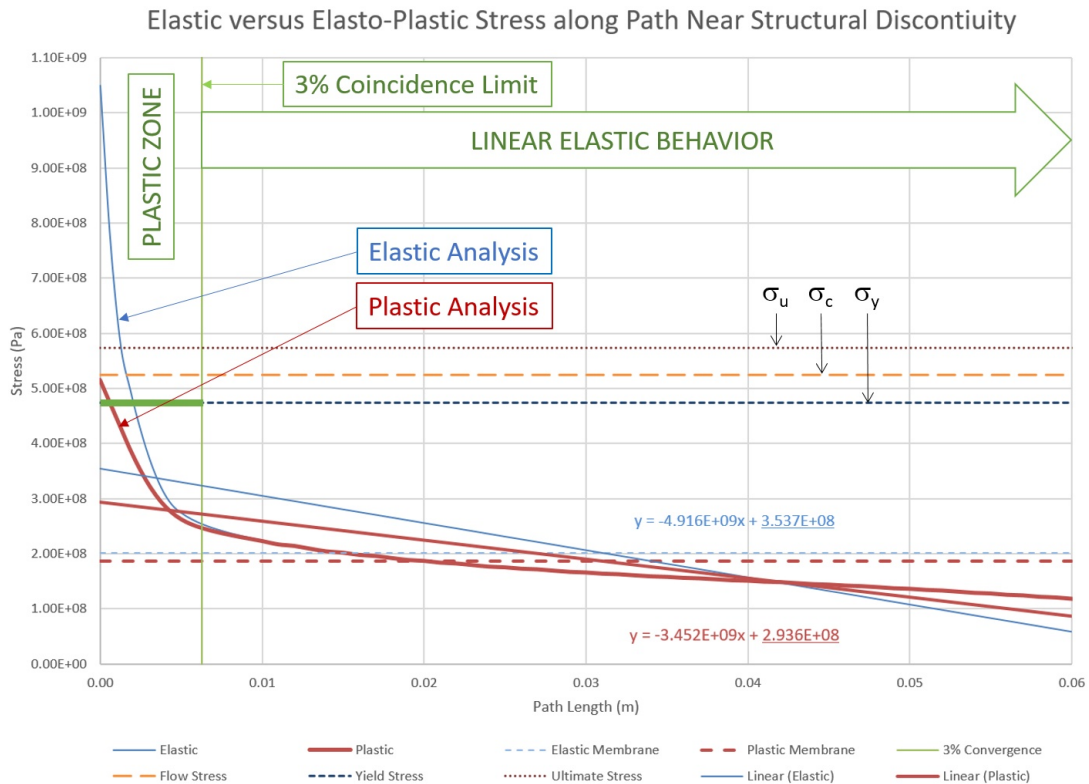 Elastic versus Elasto-Plastic Stress along Path Near Structural Discontiuity
1.10E+09
1.00E+09
9.00E+08
8.00E+08
7.00E+08
6.00E+08
5.00E+08
4.00E+08
3.00E+08
2.00E+08
1.00E+08
0.00E+00
Stress (Pa)
PLASTIC ZONE
3% Coincidence Limit
LINEAR ELASTIC BEHAVIOR
Elastic Analysis
Plastic Analysis
σu σc σy
y = -4.916E+09x + 3.537E+08
y = -3.452E+09x + 2.936E+08
0.00 0.01 0.02 0.03 0.04 0.05 0.06
Path Length (m)
Elastic Plastic Elastic Membrane Plastic Membrane 3% Convergence
Flow Stress Yield Stress Ultimate Stress Linear (Elastic) Linear (Plastic)